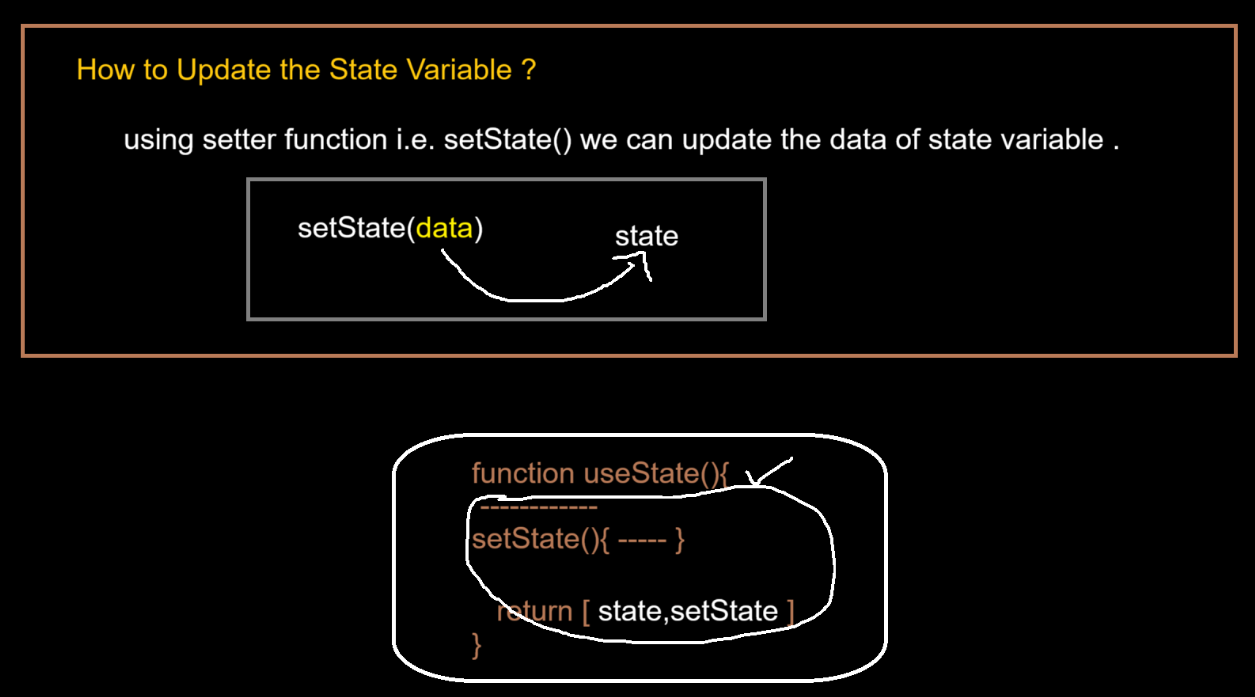 How to Update the State Variable ?
using setter function i.e. setState() we can update the data of state variable .
setState(data)
state
function useState(){
------------
setState(){ ----- }
return [ state,setState ]
}